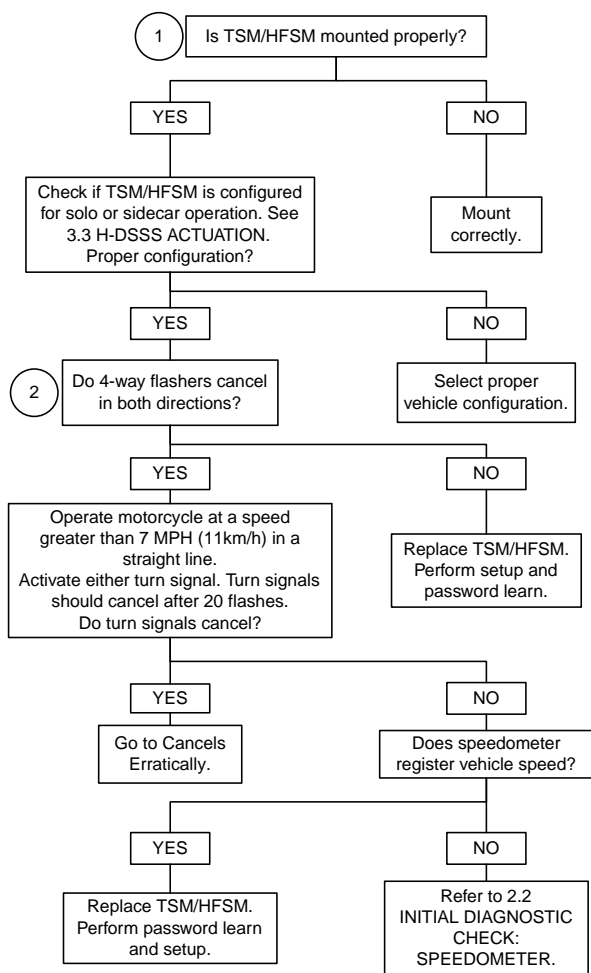 1
Is TSM/HFSM mounted properly?
YES
NO
Check if TSM/HFSM is configured
for solo or sidecar operation. See
3.3 H-DSSS ACTUATION.
Proper configuration?
Mount
correctly.
YES
NO
2
Do 4-way flashers cancel
in both directions?
Select proper
vehicle configuration.
YES
NO
Operate motorcycle at a speed
greater than 7 MPH (11km/h) in a
straight line.
Activate either turn signal. Turn signals
should cancel after 20 flashes.
Do turn signals cancel?
Replace TSM/HFSM.
Perform setup and
password learn.
YES
NO
Go to Cancels
Erratically.
Does speedometer
register vehicle speed?
YES
NO
Replace TSM/HFSM.
Perform password learn
and setup.
Refer to 2.2
INITIAL DIAGNOSTIC
CHECK:
SPEEDOMETER.